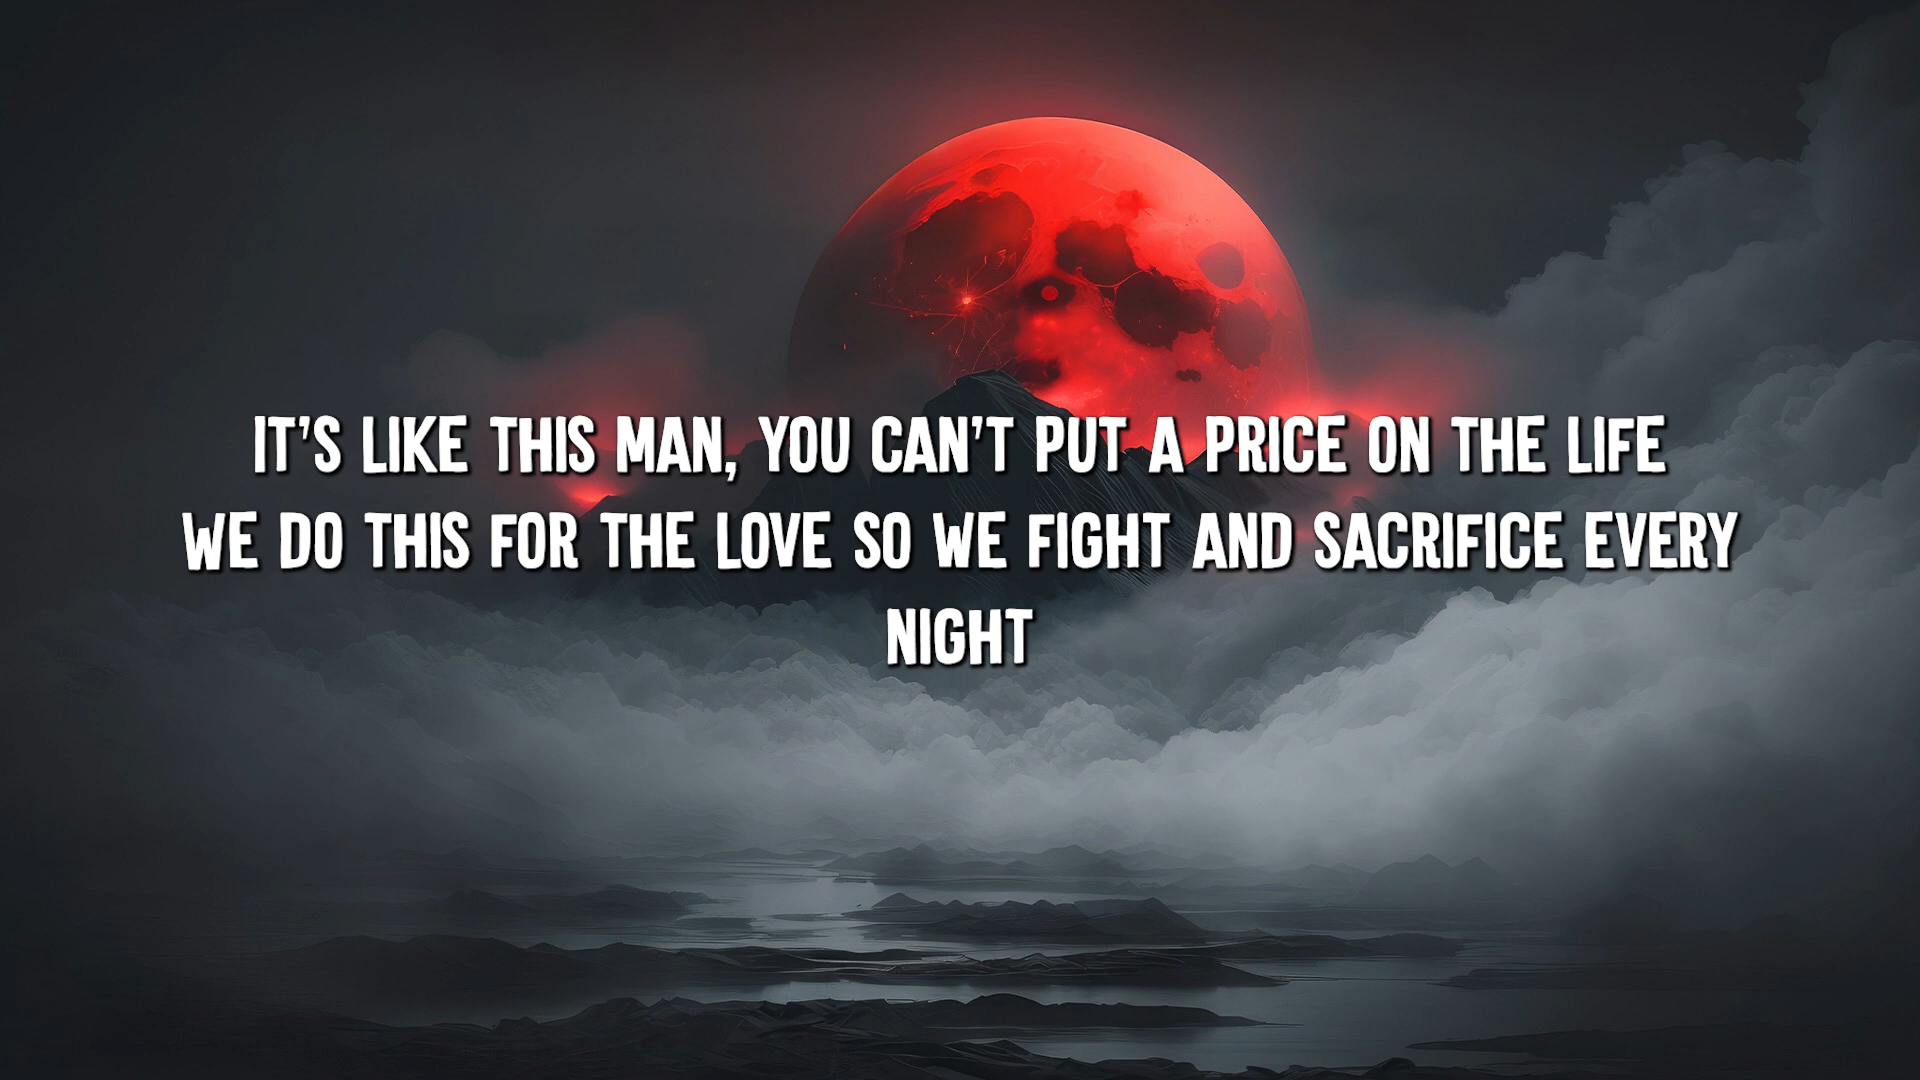 IT'S LIKE THIS MAN, YOU CAN'T PUT A PRICE ON THE LIFE
WE DO THIS FOR THE LOVE SO WE FIGHT AND SACRIFICE EVERY
NIGHT